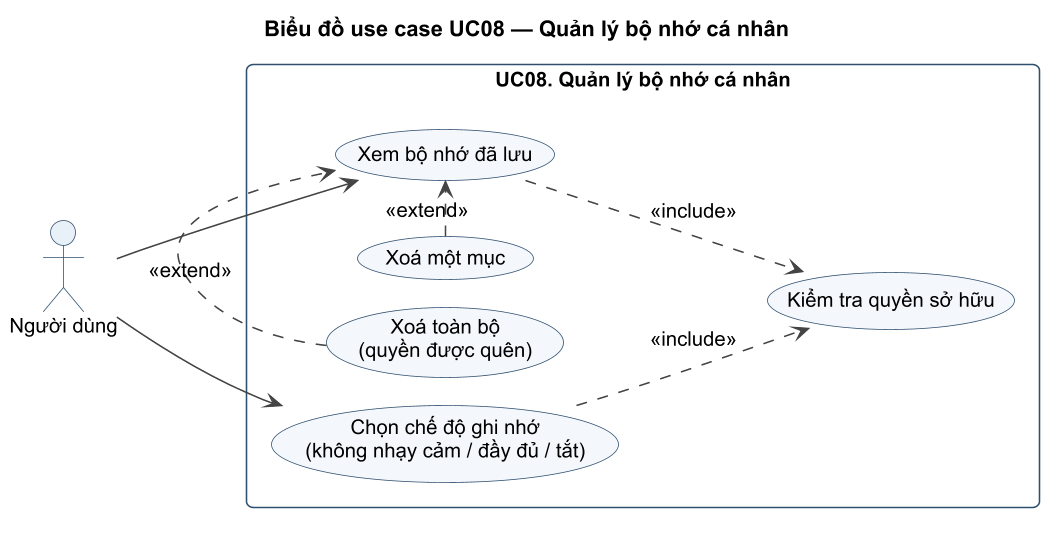 Biểu đồ use case UC08 — Quản lý bộ nhớ cá nhân
UC08. Quản lý bộ nhớ cá nhân
Xem bộ nhớ đã lưu
«extend»
«include»
Xoá một mục
«extend»
Kiểm tra quyền sở hữu
Người dùng
Xoá toàn bộ
(quyền được quên)
«include»
Chọn chế độ ghi nhớ
(không nhạy cảm / đầy đủ / tắt)